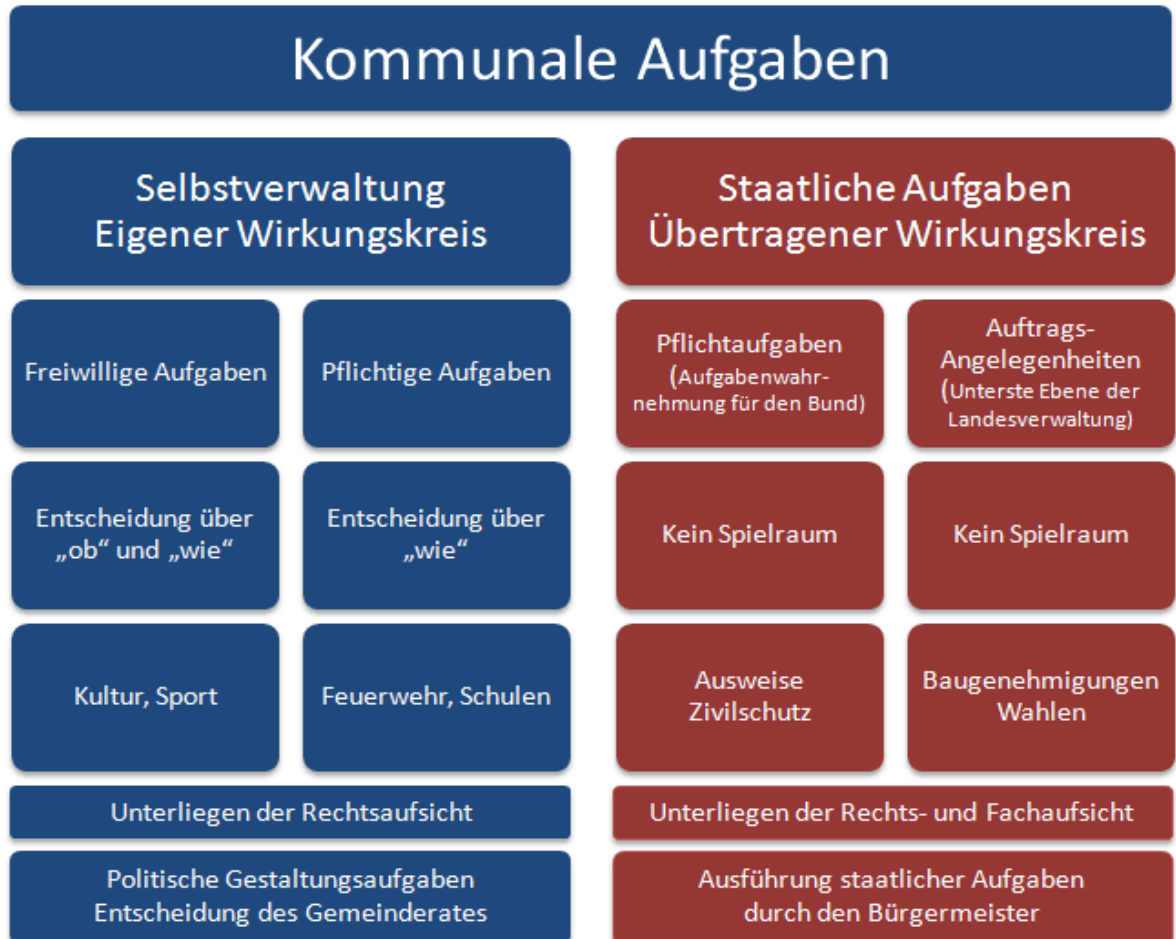 Kommunale Aufgaben
Selbstverwaltung
Eigener Wirkungskreis
Staatliche Aufgaben
Übertragener Wirkungskreis
Freiwillige Aufgaben
Pflichtige Aufgaben
Pflichtaufgaben
(Aufgabenwahr-
nehmung für den Bund)
Auftrags-
Angelegenheiten
(Unterste Ebene der
Landesverwaltung)
Entscheidung über
„ob“ und „wie“
Entscheidung über
„wie“
Kein Spielraum
Kein Spielraum
Kultur, Sport
Feuerwehr, Schulen
Ausweise
Zivilschutz
Baugenehmigungen
Wahlen
Unterliegen der Rechtsaufsicht
Unterliegen der Rechts- und Fachaufsicht
Politische Gestaltungsaufgaben
Entscheidung des Gemeinderates
Ausführung staatlicher Aufgaben
durch den Bürgermeister